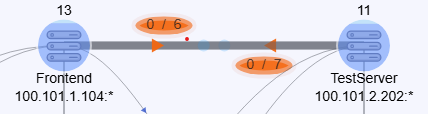 13
11
0 / 6
0 / 7
Frontend
100.101.1.104:*
TestServer
100.101.2.202:*